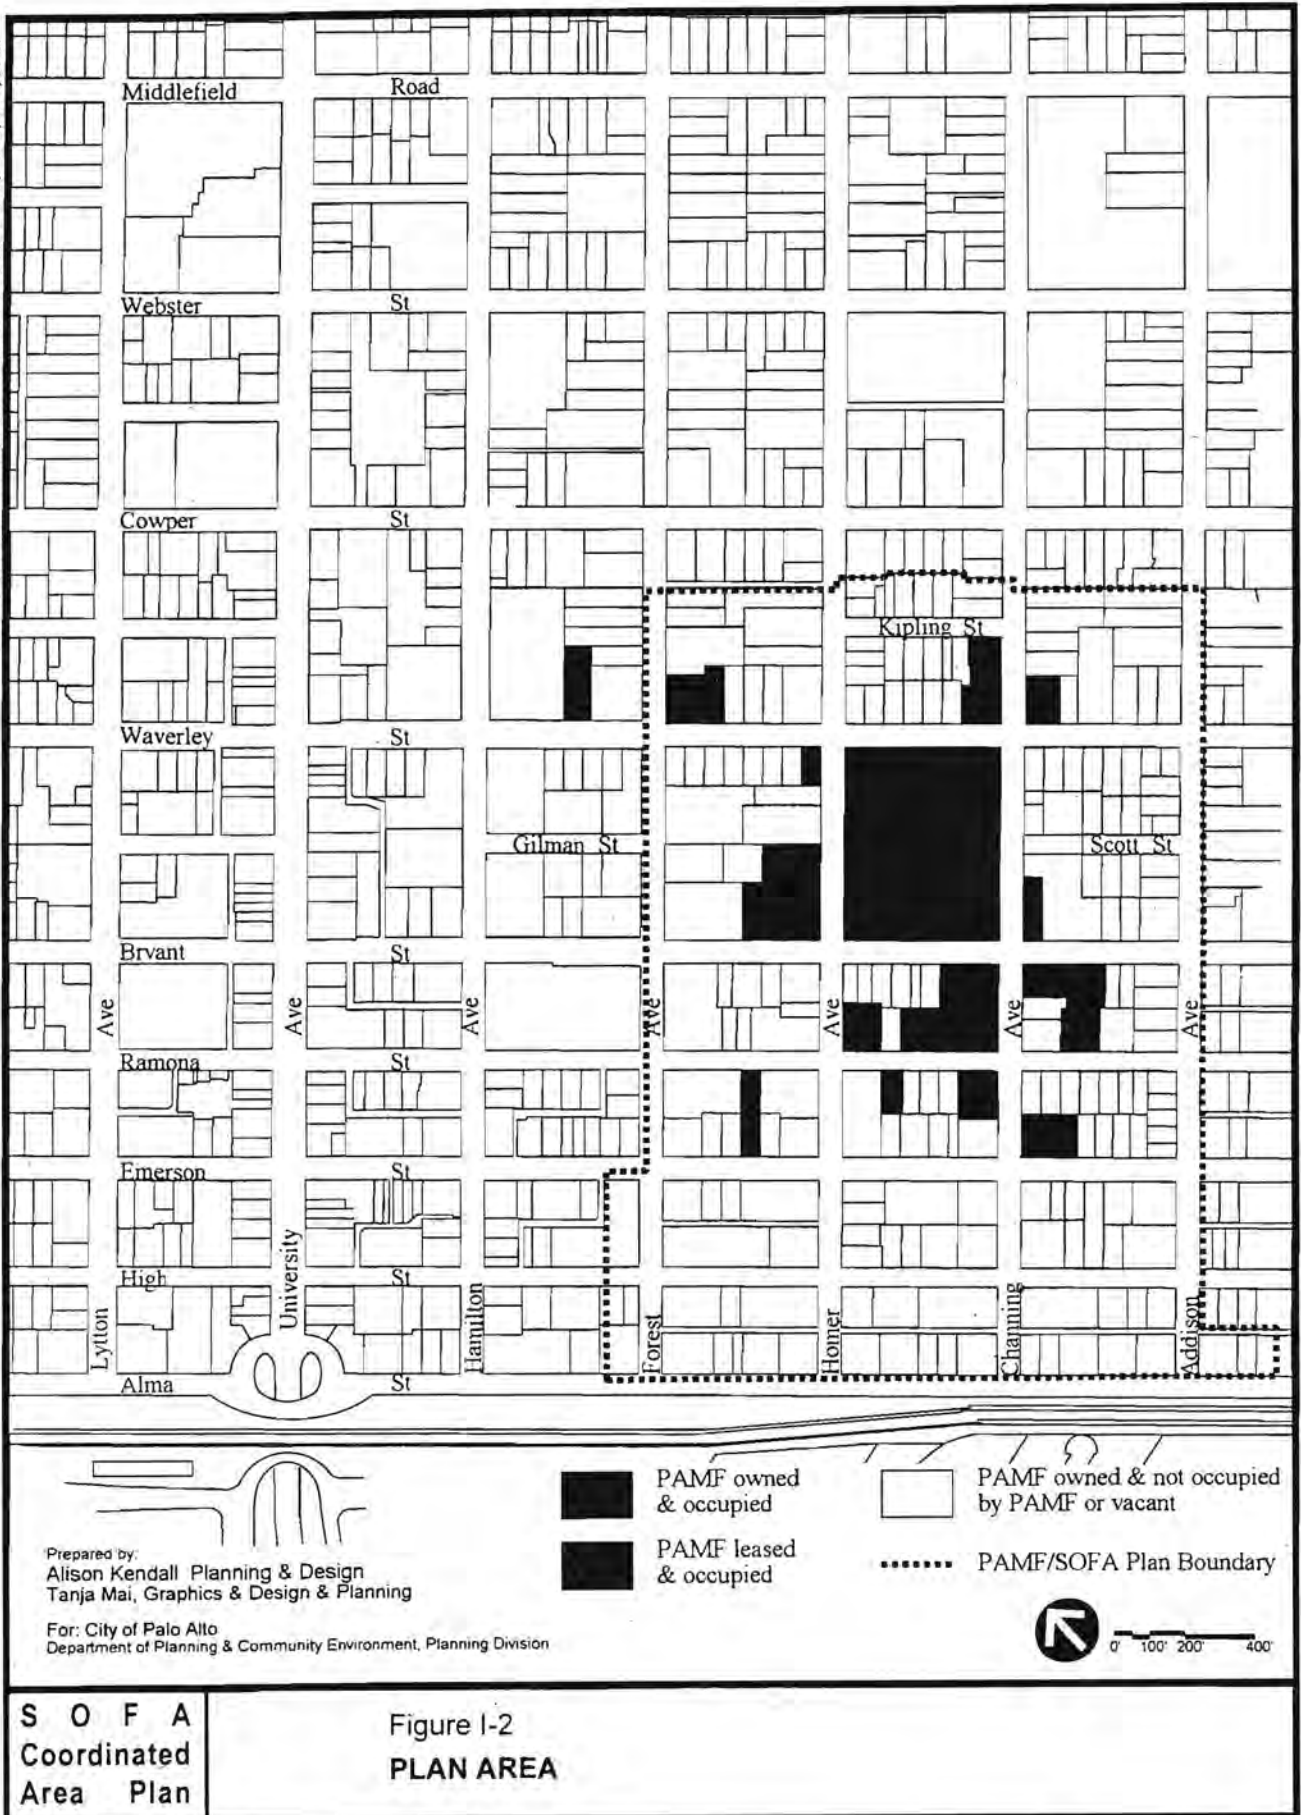 Middlefield Road
Webster St
Cowper St
Kipling St
Waverley St
Gilman St
Scott St
Bryant St
Ave
Ave
Ave
Ave
Ave
Ave
Ave
Ramona St
Emerson St
High St
Lytton
University
Hamilton
Forest
Homer
Channing
Addison
Alma St
PAMF owned
& occupied
PAMF owned & not occupied
by PAMF or vacant
PAMF leased
& occupied
PAMF/SOFA Plan Boundary
Prepared by:
Alison Kendall Planning & Design
Tanja Mai, Graphics & Design & Planning
For: City of Palo Alto
Department of Planning & Community Environment, Planning Division
0' 100' 200' 400'
S O F A
Coordinated
Area Plan
Figure I-2
PLAN AREA